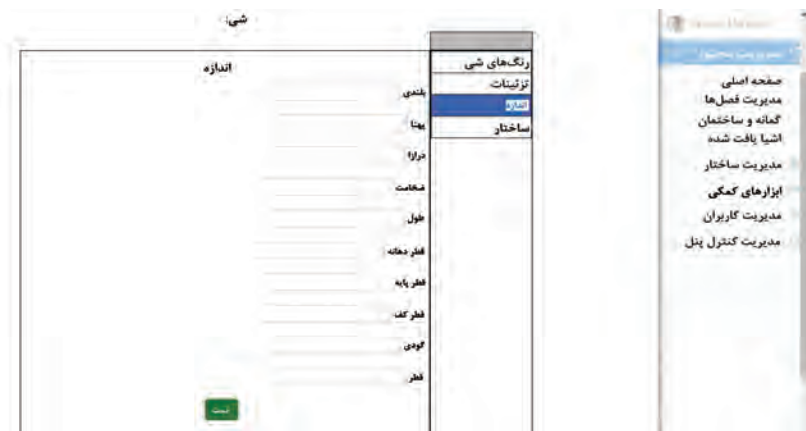 شی:
مدیریت محتوا
صفحه اصلی
مدیریت فصل‌ها
گمانه و ساختمان
اشیا یافت شده
مدیریت ساختار
ابزارهای کمکی
مدیریت کاربران
مدیریت کنترل پنل
رنگ‌های شی
تزئینات
اندازه
ساختار
اندازه
بلندی
پهنا
درازا
ضخامت
طول
قطر دهانه
قطر پایه
قطر کف
گودی
قطر
ثبت